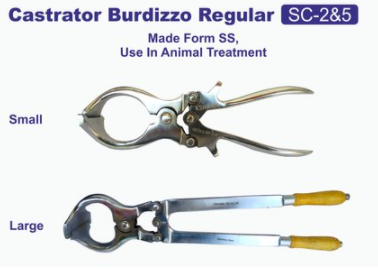 Castrator Burdizzo Regular SC-2&5
Made Form SS,
Use In Animal Treatment
Small
Large